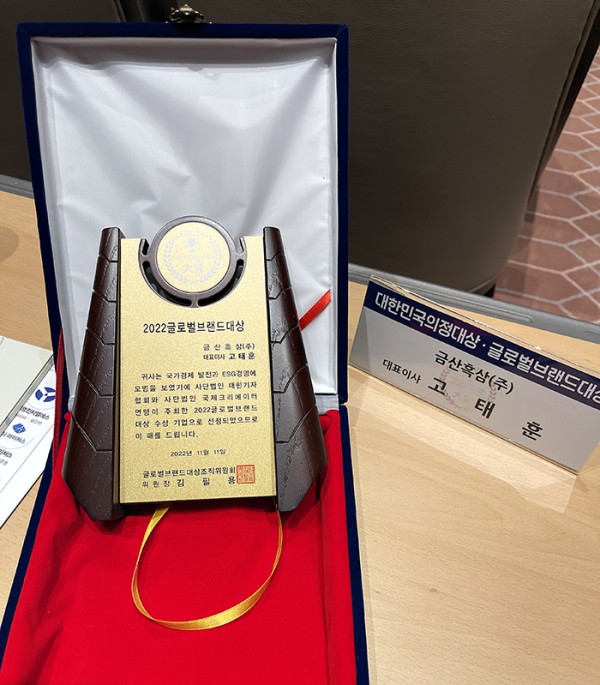 大賞
2022글로벌브랜드대상
금산흑삼(주)
대표이사 고태훈
귀사는 국가경제 발전과 ESG경영에
모범을 보였기에 사단법인 대한기자
협회와 사단법인 국제크리에이터
연맹이 주최한 2022글로벌브랜드
대상 수상 기업으로 선정되었으므로
이 패를 드립니다.
2022년 11월 11일
글로벌브랜드대상조직위원회
위원장 김필용
대한민국의정대상·글로벌브랜드대상
금산흑삼(주)
대표이사 고태훈